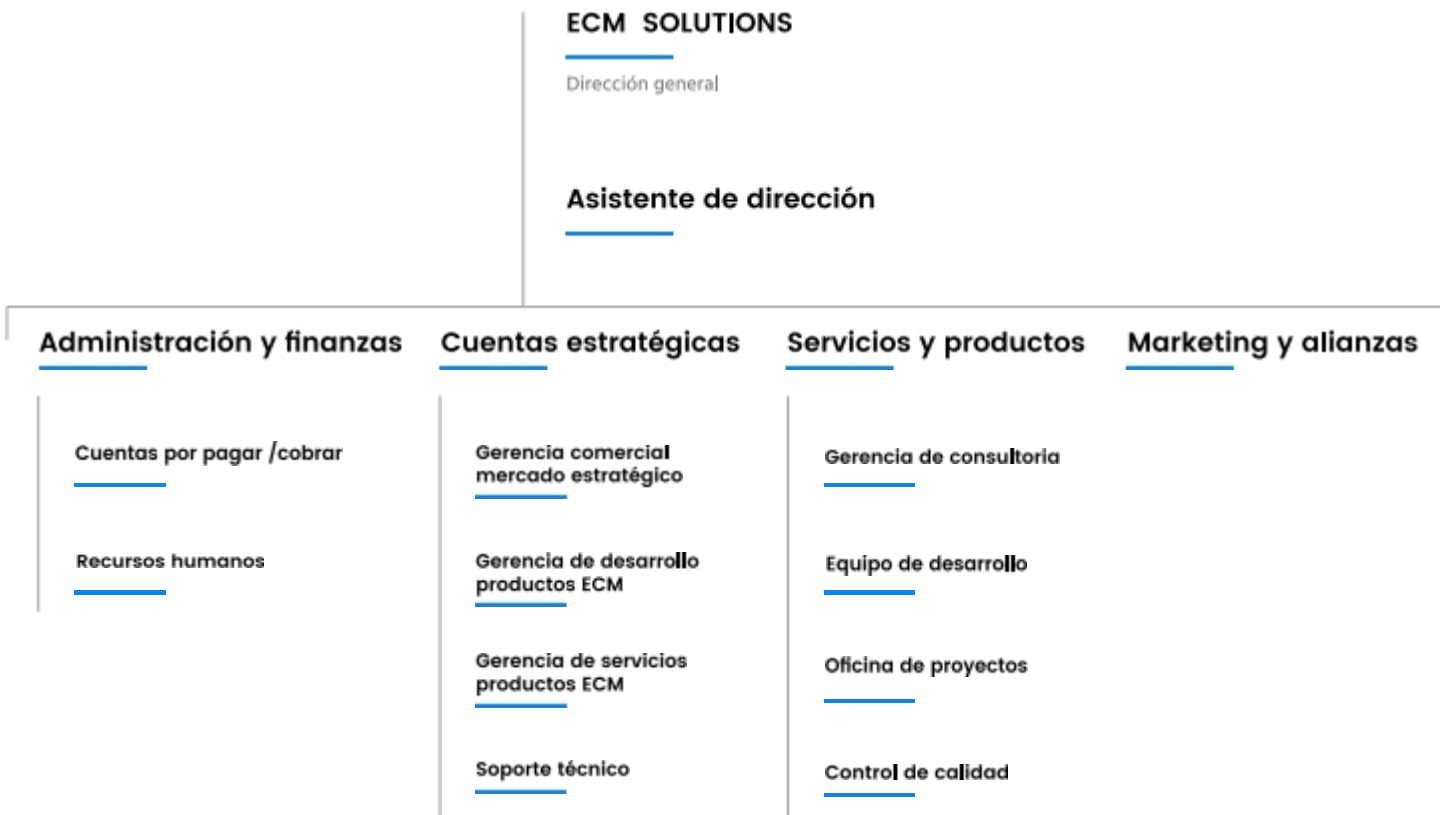 ECM SOLUTIONS
Dirección general
Asistente de dirección
Administración y finanzas
Cuentas por pagar /cobrar
Recursos humanos
Cuentas estratégicas
Gerencia comercial
mercado estratégico
Gerencia de desarrollo
productos ECM
Gerencia de servicios
productos ECM
Soporte técnico
Servicios y productos
Gerencia de consultoria
Equipo de desarrollo
Oficina de proyectos
Control de calidad
Marketing y alianzas